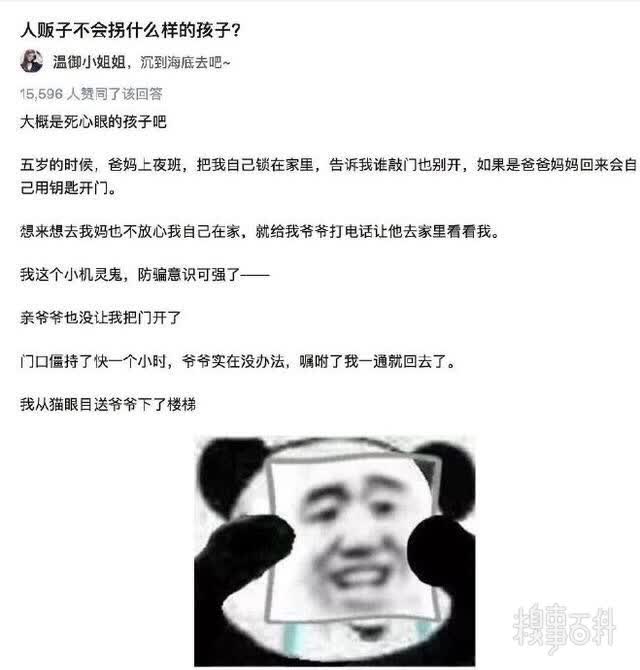 人贩子不会拐什么样的孩子?
温御小姐姐，沉到海底去吧~
15,596 人赞同了该回答
大概是死心眼的孩子吧
五岁的时候，爸妈上夜班，把我自己锁在家里，告诉我谁敲门也别开，如果是爸爸妈妈回来会自
己用钥匙开门。
想来想去我妈也不放心我自己在家，就给我爷爷打电话让他去家里看看我。
我这个小机灵鬼，防骗意识可强了——
亲爷爷也没让我把门开了
门口僵持了快一个小时，爷爷实在没办法，嘱咐了我一通就回去了。
我从猫眼目送爷爷下了楼梯
糗事百科